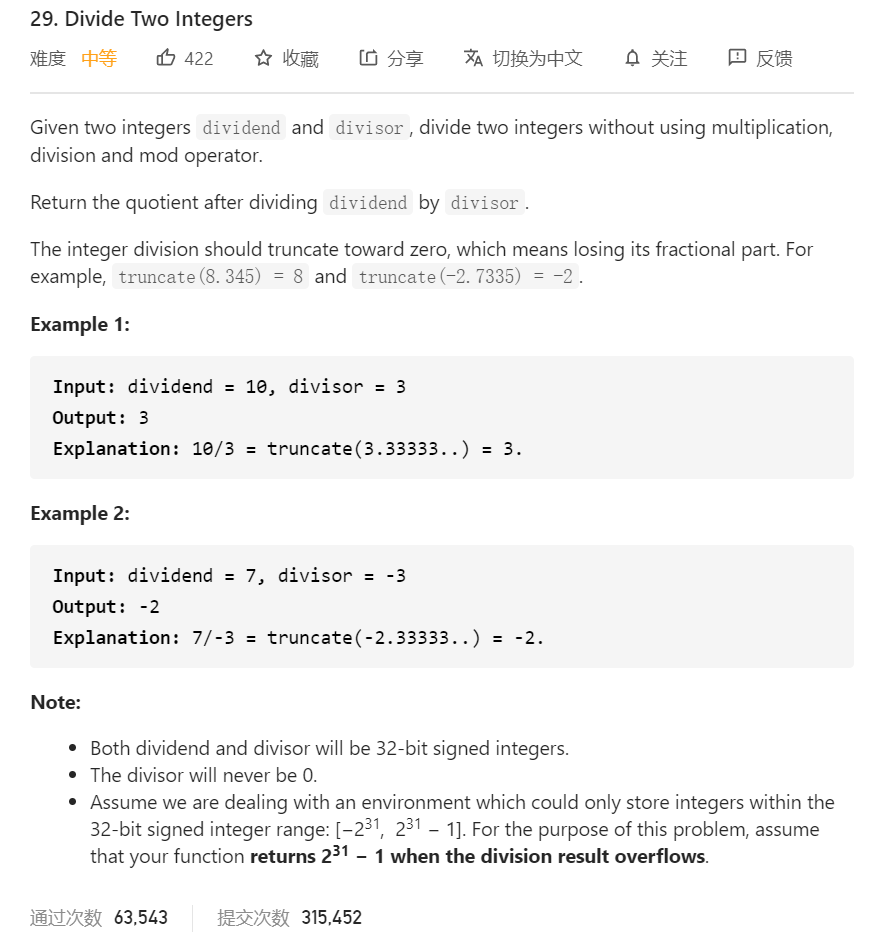 29. Divide Two Integers
难度 中等 422 收藏 分享 切换为中文 关注 反馈
Given two integers dividend and divisor, divide two integers without using multiplication,
division and mod operator.
Return the quotient after dividing dividend by divisor.
The integer division should truncate toward zero, which means losing its fractional part. For
example, truncate(8.345) = 8 and truncate(-2.7335) = -2.
Example 1:
Input: dividend = 10, divisor = 3
Output: 3
Explanation: 10/3 = truncate(3.33333..) = 3.
Example 2:
Input: dividend = 7, divisor = -3
Output: -2
Explanation: 7/-3 = truncate(-2.33333..) = -2.
Note:
• Both dividend and divisor will be 32-bit signed integers.
• The divisor will never be 0.
• Assume we are dealing with an environment which could only store integers within the
32-bit signed integer range: [−2³¹, 2³¹ − 1]. For the purpose of this problem, assume
that your function returns 2³¹ − 1 when the division result overflows.
通过次数 63,543 提交次数 315,452